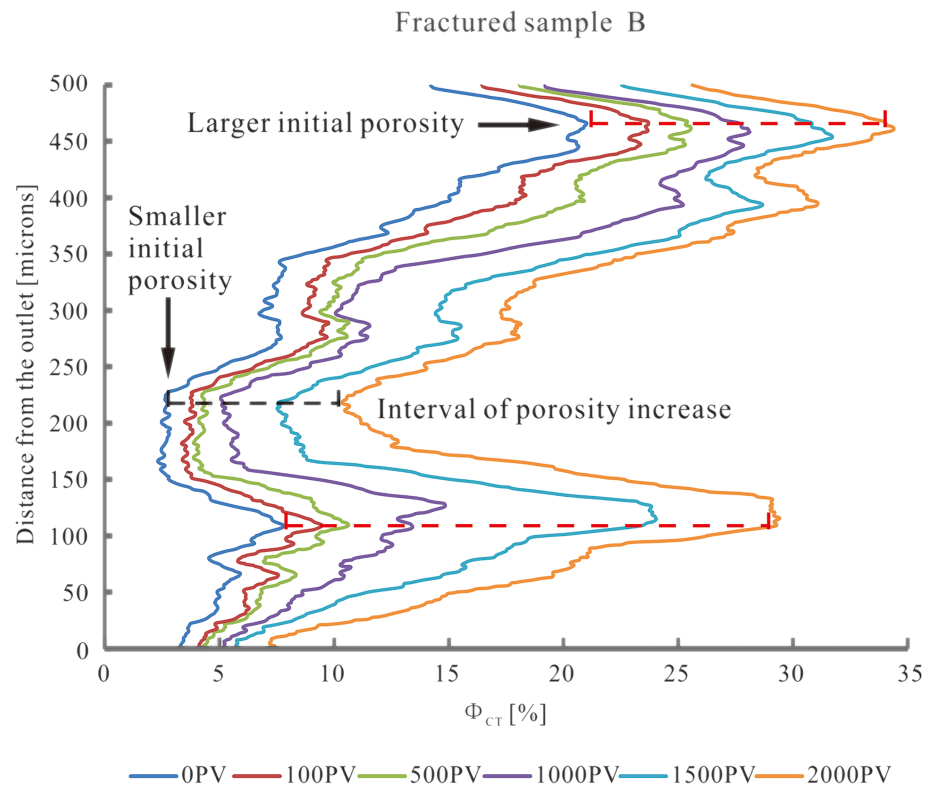 Fractured sample B
500
450
400
350
300
250
200
150
100
50
0
Distance from the outlet [microns]
Larger initial porosity
Smaller
initial
porosity
Interval of porosity increase
0 5 10 15 20 25 30 35
Φ_CT [%]
0PV 100PV 500PV 1000PV 1500PV 2000PV